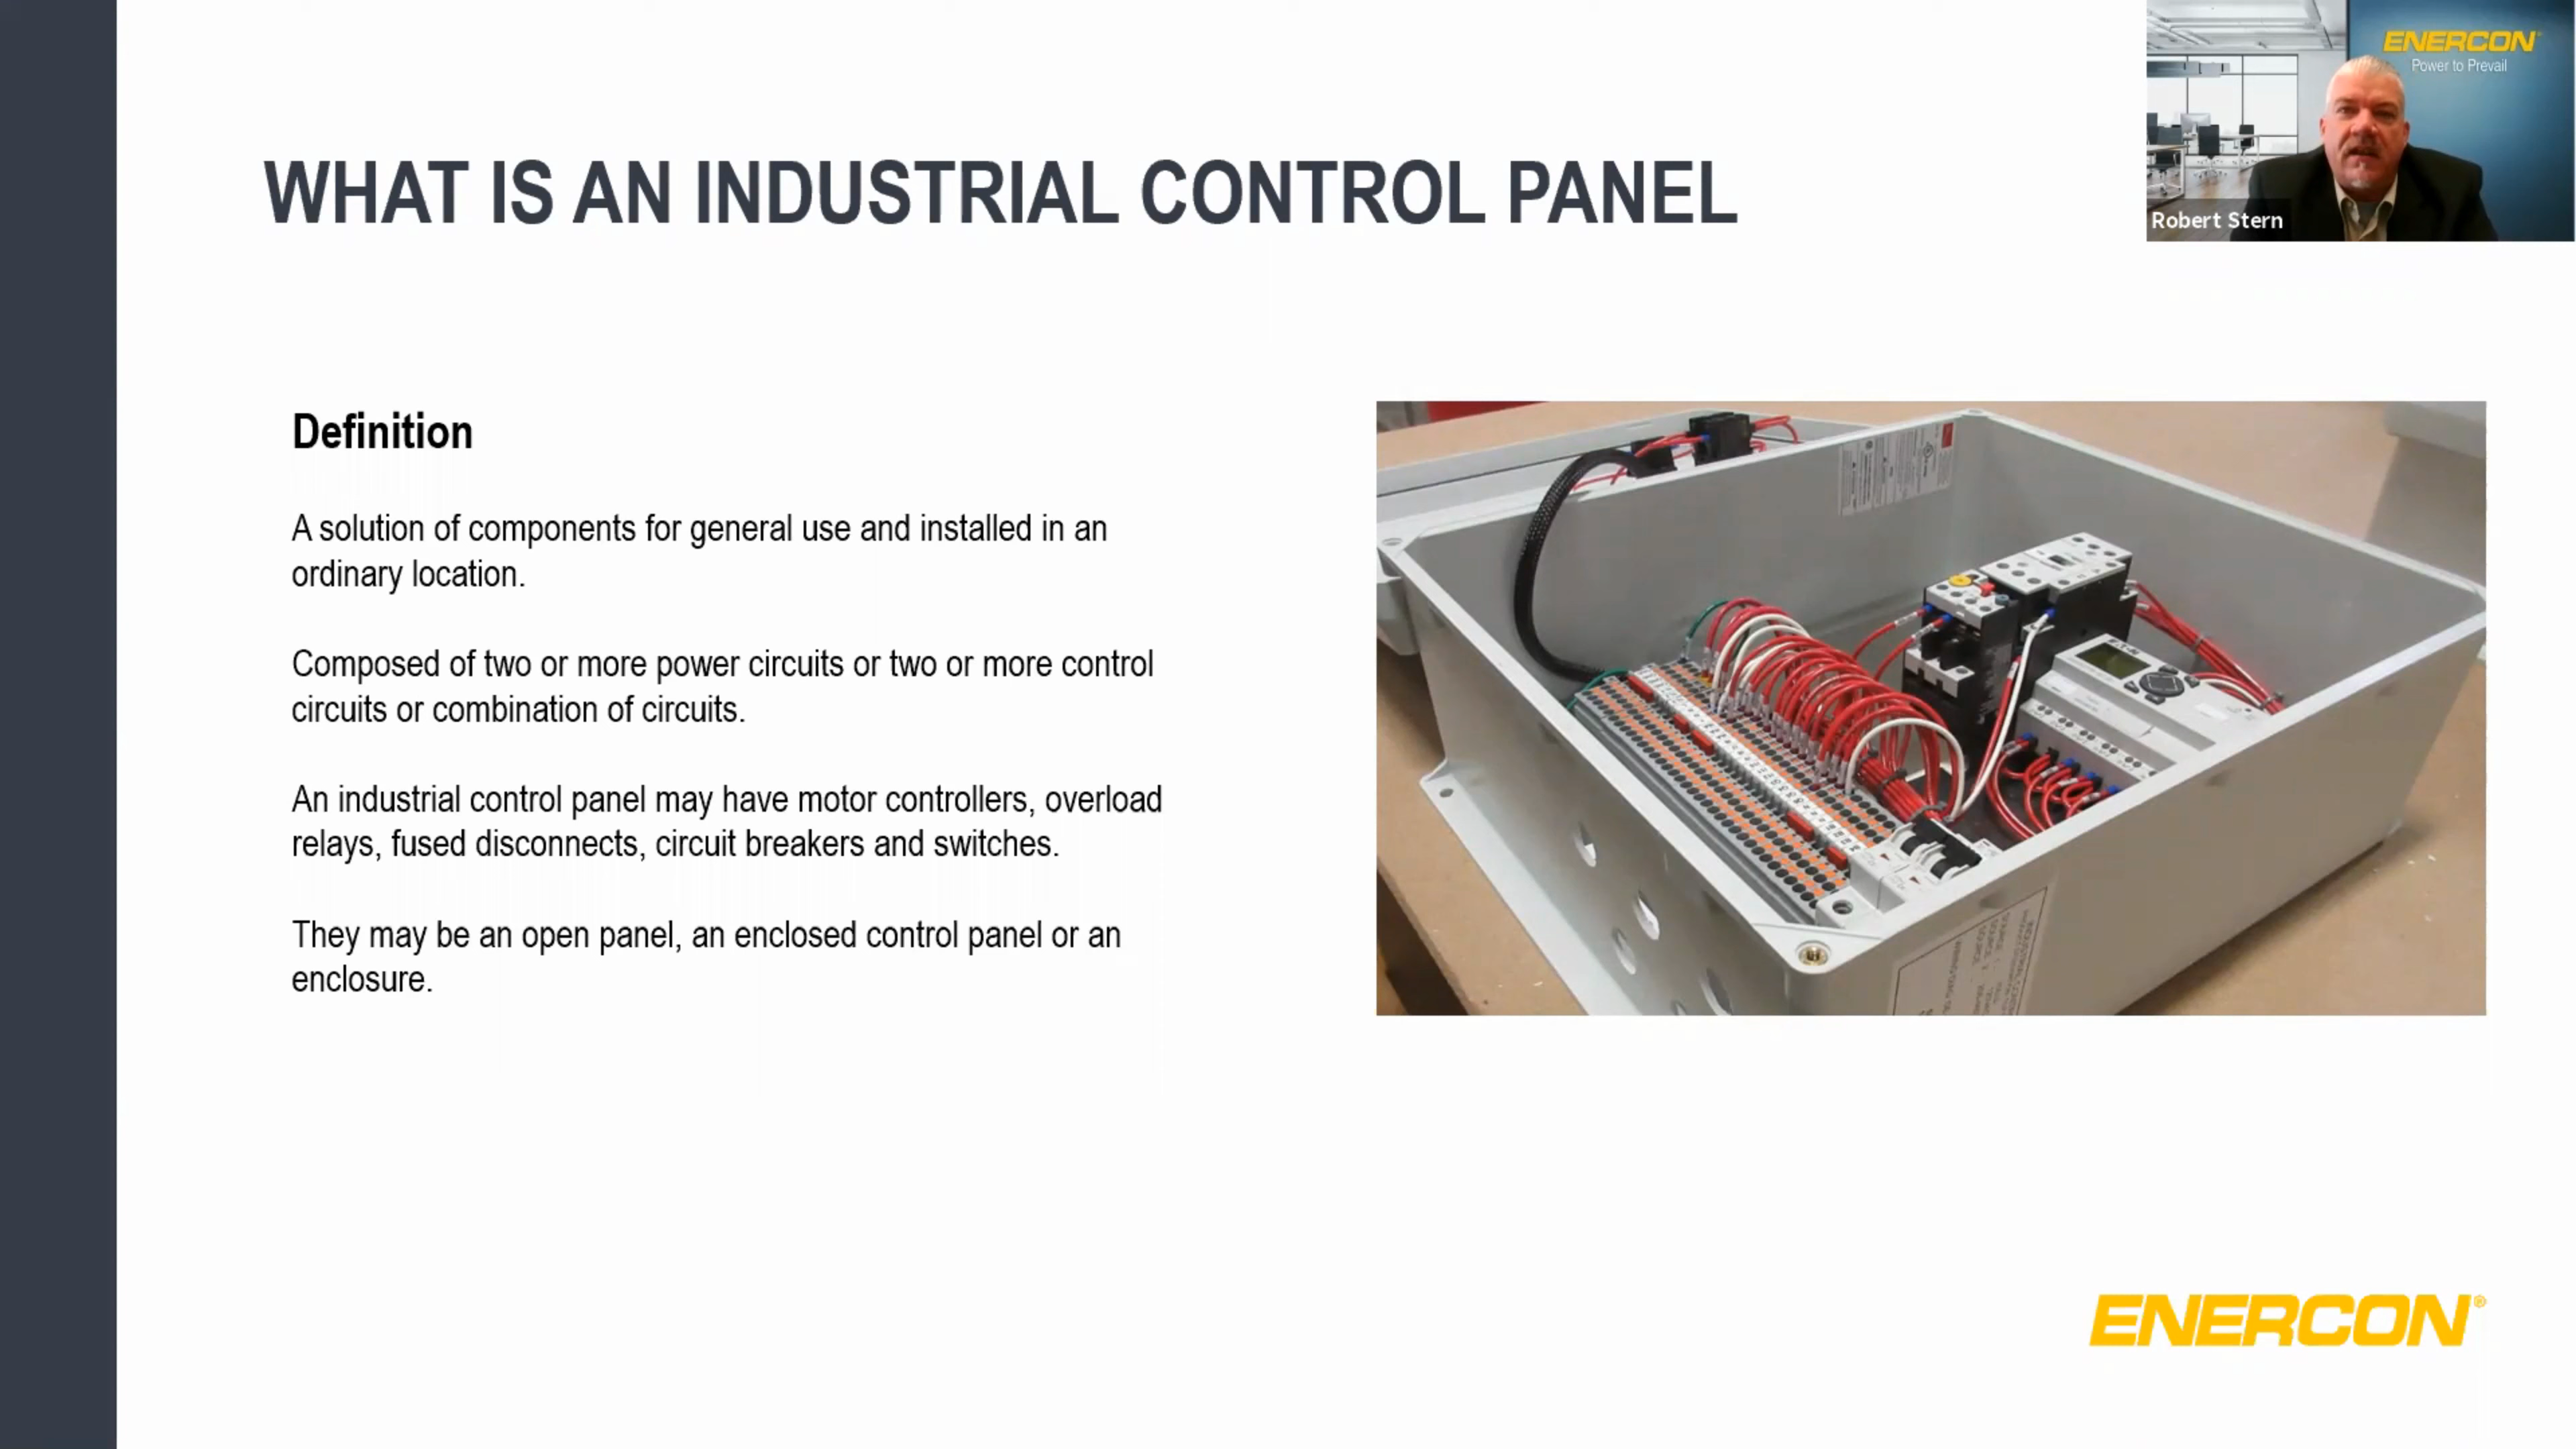 ENERCON
Power to Prevail
Robert Stern
WHAT IS AN INDUSTRIAL CONTROL PANEL
Definition
A solution of components for general use and installed in an
ordinary location.
Composed of two or more power circuits or two or more control
circuits or combination of circuits.
An industrial control panel may have motor controllers, overload
relays, fused disconnects, circuit breakers and switches.
They may be an open panel, an enclosed control panel or an
enclosure.
ENERCON®